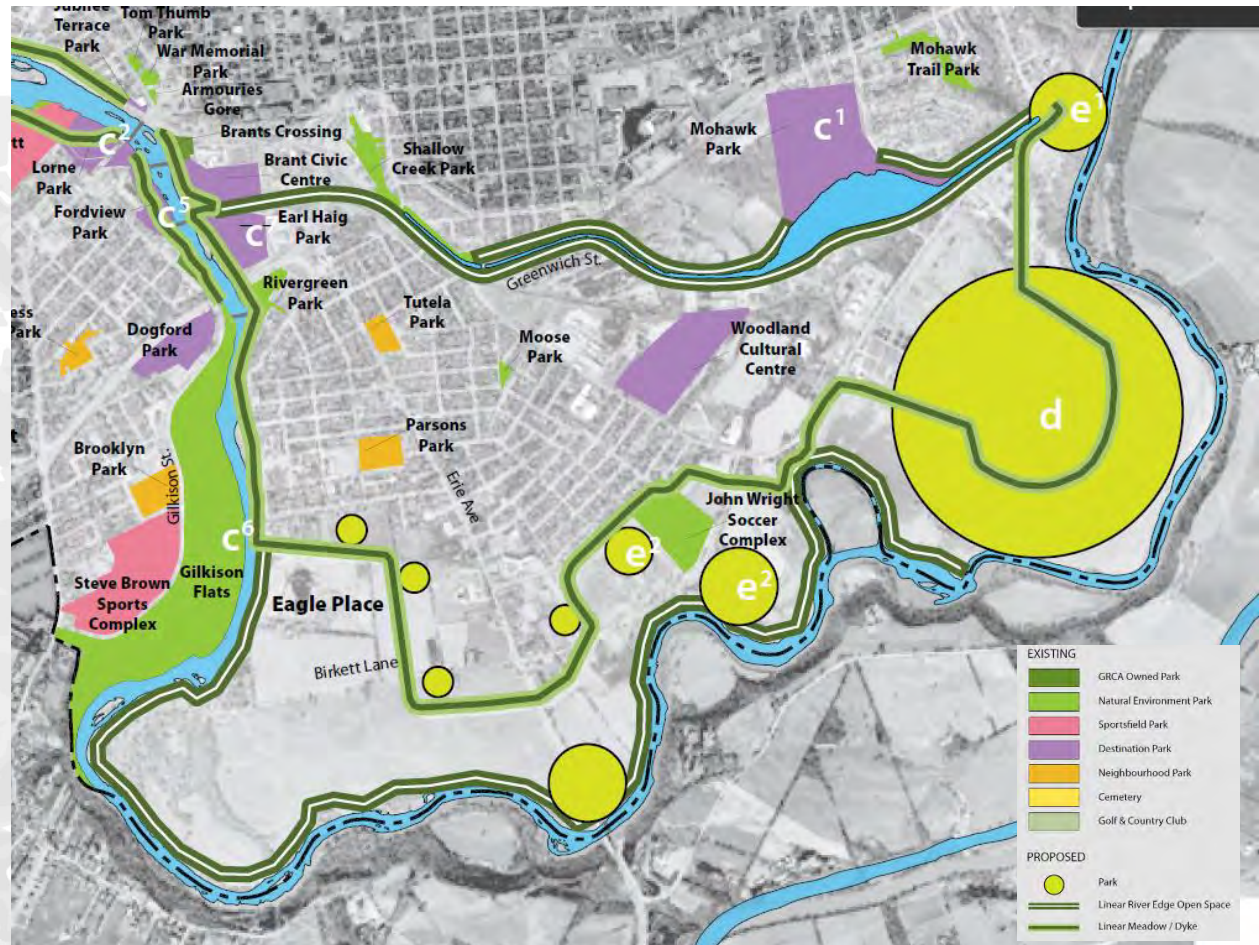 Jubilee
Terrace
Park
Tom Thumb
Park
War Memorial
Park
Armouries
Gore
Brants Crossing
Brant Civic
Centre
Shallow
Creek Park
Mohawk
Park
c1
Mohawk
Trail Park
e1
tt
c2
Lorne
Park
Fordview
Park
c5
c
Earl Haig
Park
Greenwich St.
Rivergreen
Park
ess
Park
Dogford
Park
Tutela
Park
Moose
Park
Woodland
Cultural
Centre
d
Brooklyn
Park
Gilkison St.
Parsons
Park
Erie Ave
John Wright
Soccer
Complex
c6
e2
e2
Steve Brown
Sports
Complex
Gilkison
Flats
Eagle Place
Birkett Lane
EXISTING
GRCA Owned Park
Natural Environment Park
Sportsfield Park
Destination Park
Neighbourhood Park
Cemetery
Golf & Country Club
PROPOSED
Park
Linear River Edge Open Space
Linear Meadow / Dyke